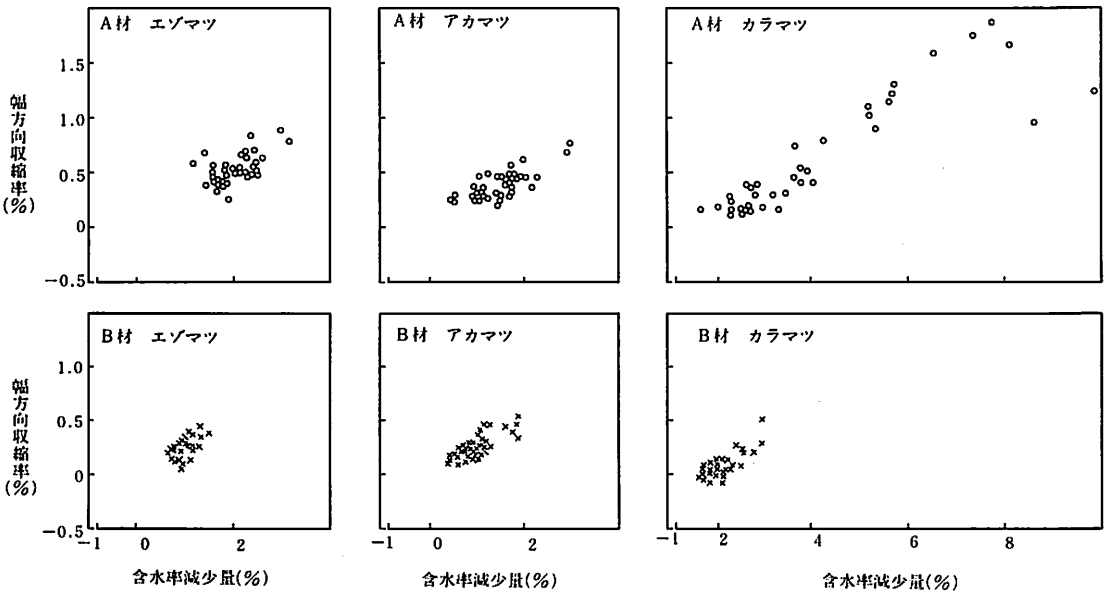 A材 エゾマツ
A材 アカマツ
A材 カラマツ
1.5
1.0
0.5
0
−0.5
幅方向収縮率(%)
B材 エゾマツ
B材 アカマツ
B材 カラマツ
1.0
0.5
0
−0.5
幅方向収縮率(%)
−1 0 2
−1 0 2
−1 2 4 6 8
含水率減少量(%)
含水率減少量(%)
含水率減少量(%)